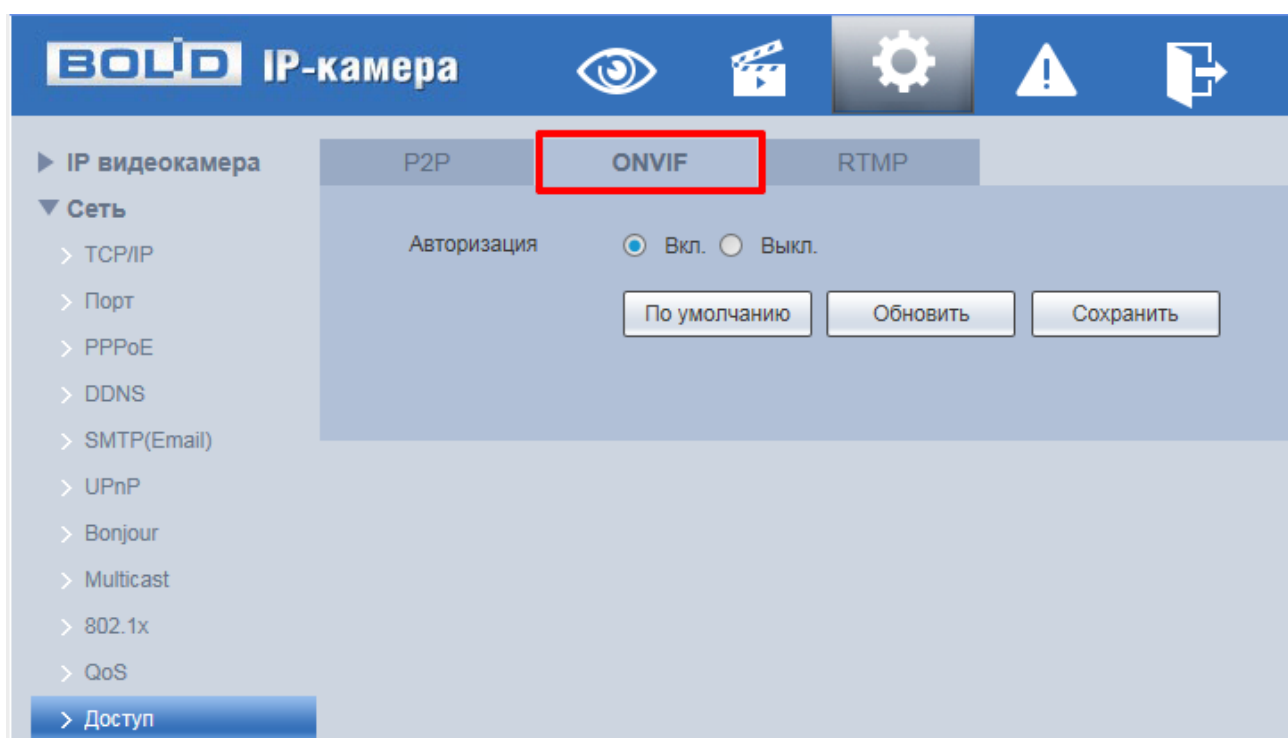 BOLID IP-камера
IP видеокамера
Сеть
TCP/IP
Порт
PPPoE
DDNS
SMTP(Email)
UPnP
Bonjour
Multicast
802.1x
QoS
Доступ
P2P ONVIF RTMP
Авторизация Вкл. Выкл.
По умолчанию Обновить Сохранить